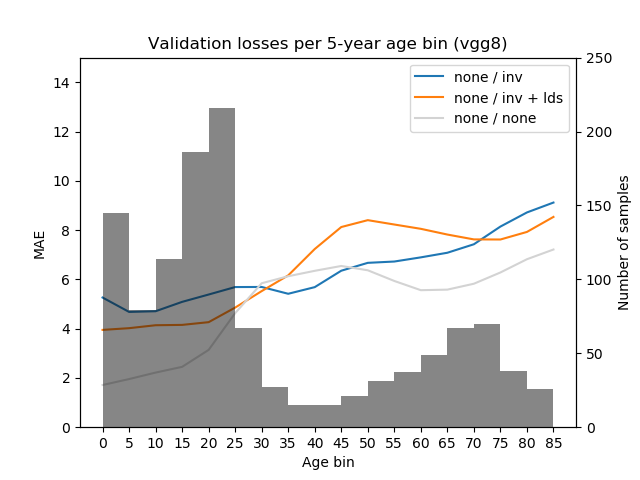 Validation losses per 5-year age bin (vgg8)
none / inv
none / inv + lds
none / none
MAE
14
12
10
8
6
4
2
0
250
200
150
100
50
0
Number of samples
0 5 10 15 20 25 30 35 40 45 50 55 60 65 70 75 80 85
Age bin